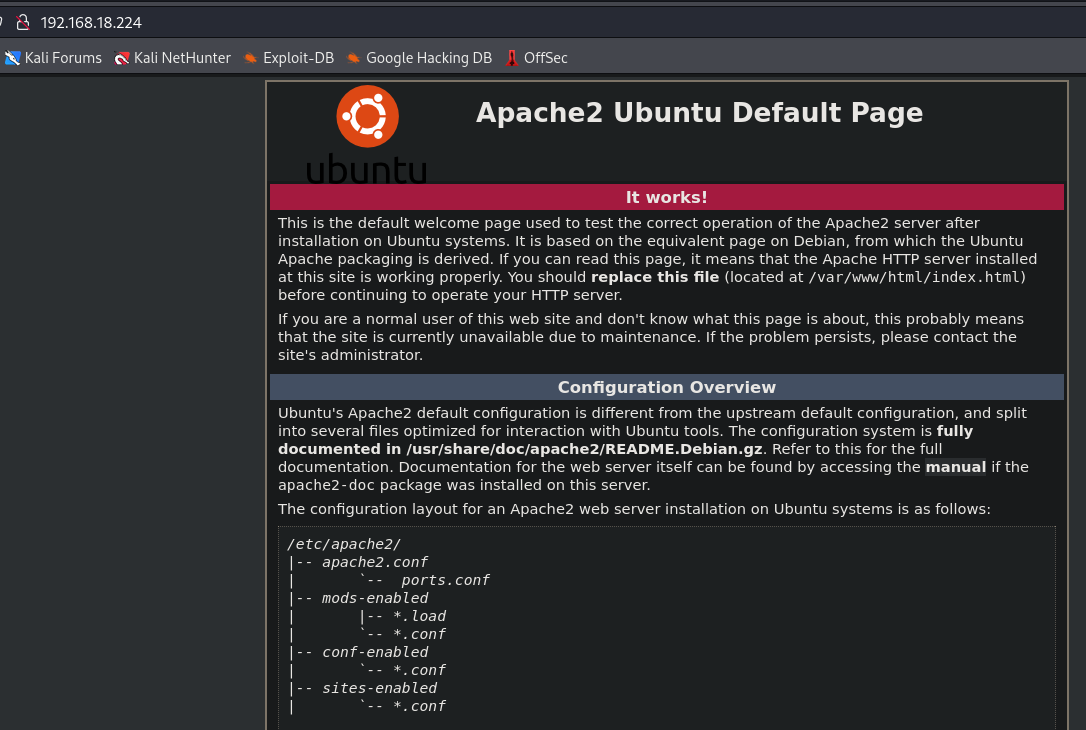 192.168.18.224
Kali Forums Kali NetHunter Exploit-DB Google Hacking DB OffSec
ubuntu
Apache2 Ubuntu Default Page
It works!
This is the default welcome page used to test the correct operation of the Apache2 server after
installation on Ubuntu systems. It is based on the equivalent page on Debian, from which the Ubuntu
Apache packaging is derived. If you can read this page, it means that the Apache HTTP server installed
at this site is working properly. You should replace this file (located at /var/www/html/index.html)
before continuing to operate your HTTP server.
If you are a normal user of this web site and don't know what this page is about, this probably means
that the site is currently unavailable due to maintenance. If the problem persists, please contact the
site's administrator.
Configuration Overview
Ubuntu's Apache2 default configuration is different from the upstream default configuration, and split
into several files optimized for interaction with Ubuntu tools. The configuration system is fully
documented in /usr/share/doc/apache2/README.Debian.gz. Refer to this for the full
documentation. Documentation for the web server itself can be found by accessing the manual if the
apache2-doc package was installed on this server.
The configuration layout for an Apache2 web server installation on Ubuntu systems is as follows:
/etc/apache2/
|-- apache2.conf
|       `--  ports.conf
|-- mods-enabled
|       |-- *.load
|       `-- *.conf
|-- conf-enabled
|       `-- *.conf
|-- sites-enabled
|       `-- *.conf